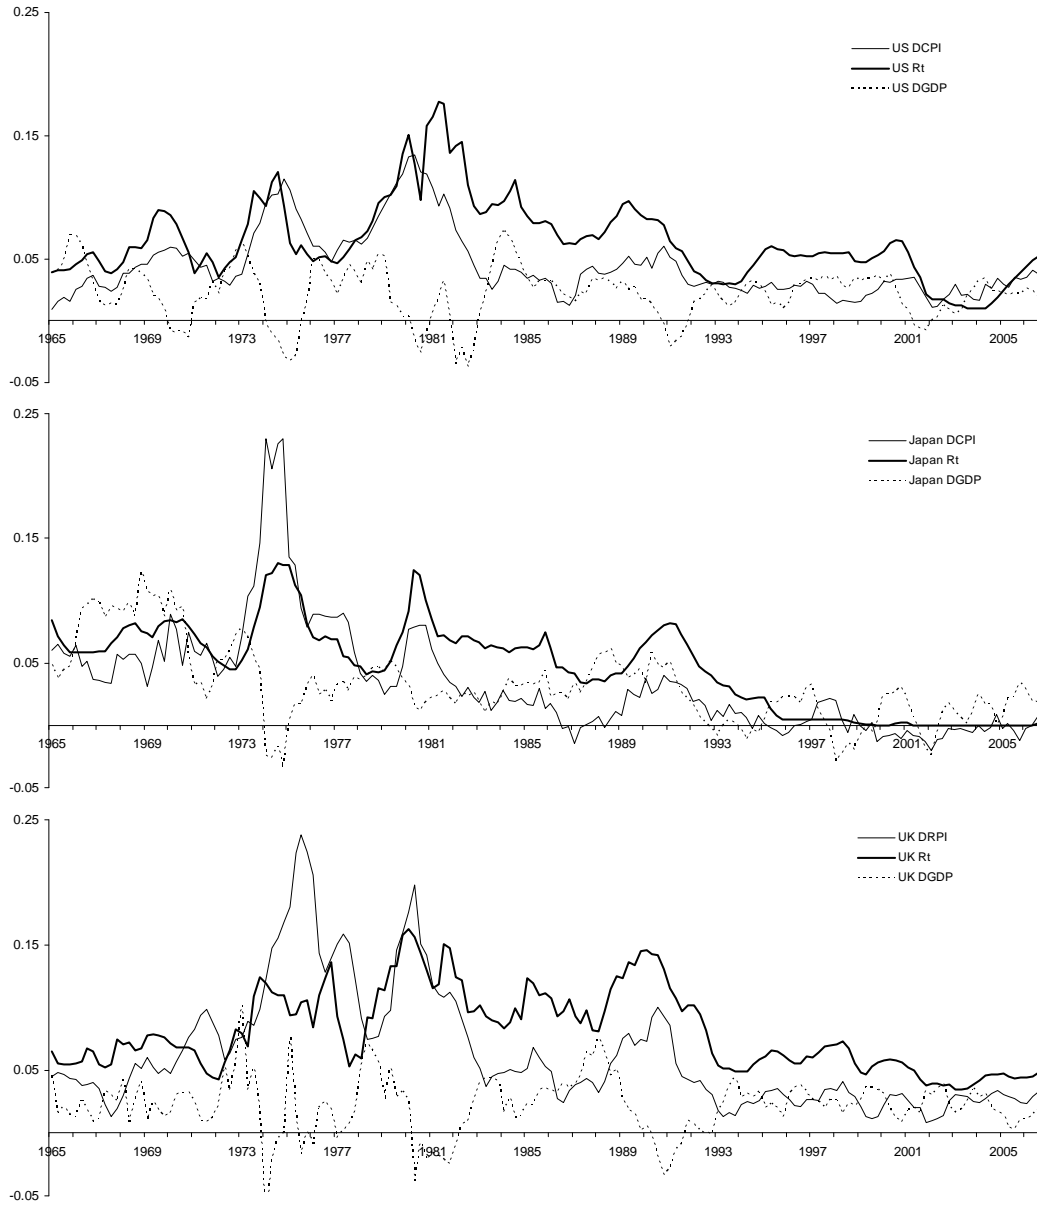 0.25
US DCPI
US Rt
US DGDP
0.15
0.05
1965 1969 1973 1977 1981 1985 1989 1993 1997 2001 2005
-0.05
0.25
Japan DCPI
Japan Rt
Japan DGDP
0.15
0.05
1965 1969 1973 1977 1981 1985 1989 1993 1997 2001 2005
-0.05
0.25
UK DRPI
UK Rt
UK DGDP
0.15
0.05
1965 1969 1973 1977 1981 1985 1989 1993 1997 2001 2005
-0.05